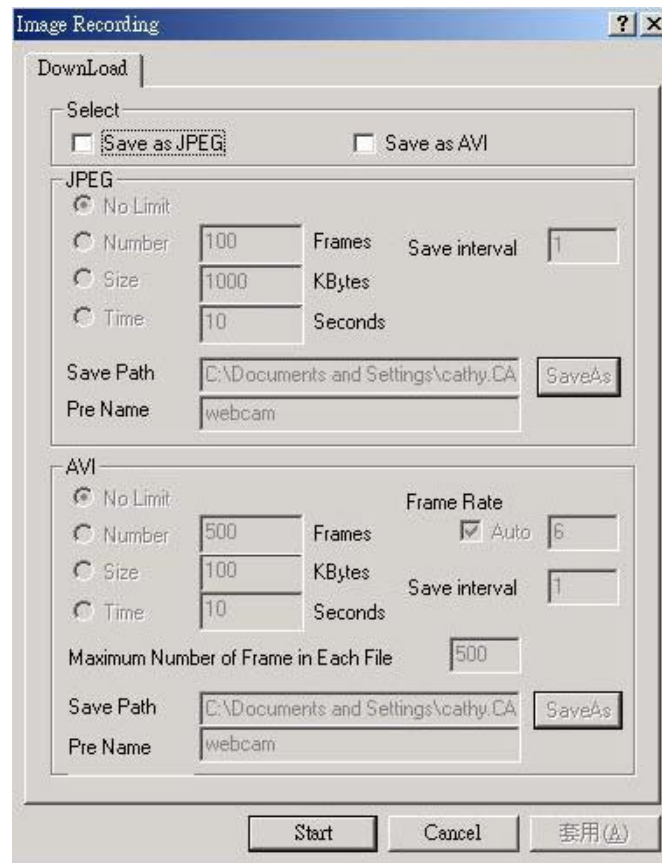 Image Recording
DownLoad
Select
Save as JPEG Save as AVI
JPEG
No Limit
Number 100 Frames Save interval 1
Size 1000 KBytes
Time 10 Seconds
Save Path C:\Documents and Settings\cathy.CA SaveAs
Pre Name webcam
AVI
No Limit Frame Rate
Number 500 Frames Auto 6
Size 100 KBytes
Save interval 1
Time 10 Seconds
Maximum Number of Frame in Each File 500
Save Path C:\Documents and Settings\cathy.CA SaveAs
Pre Name webcam
Start Cancel 套用(A)